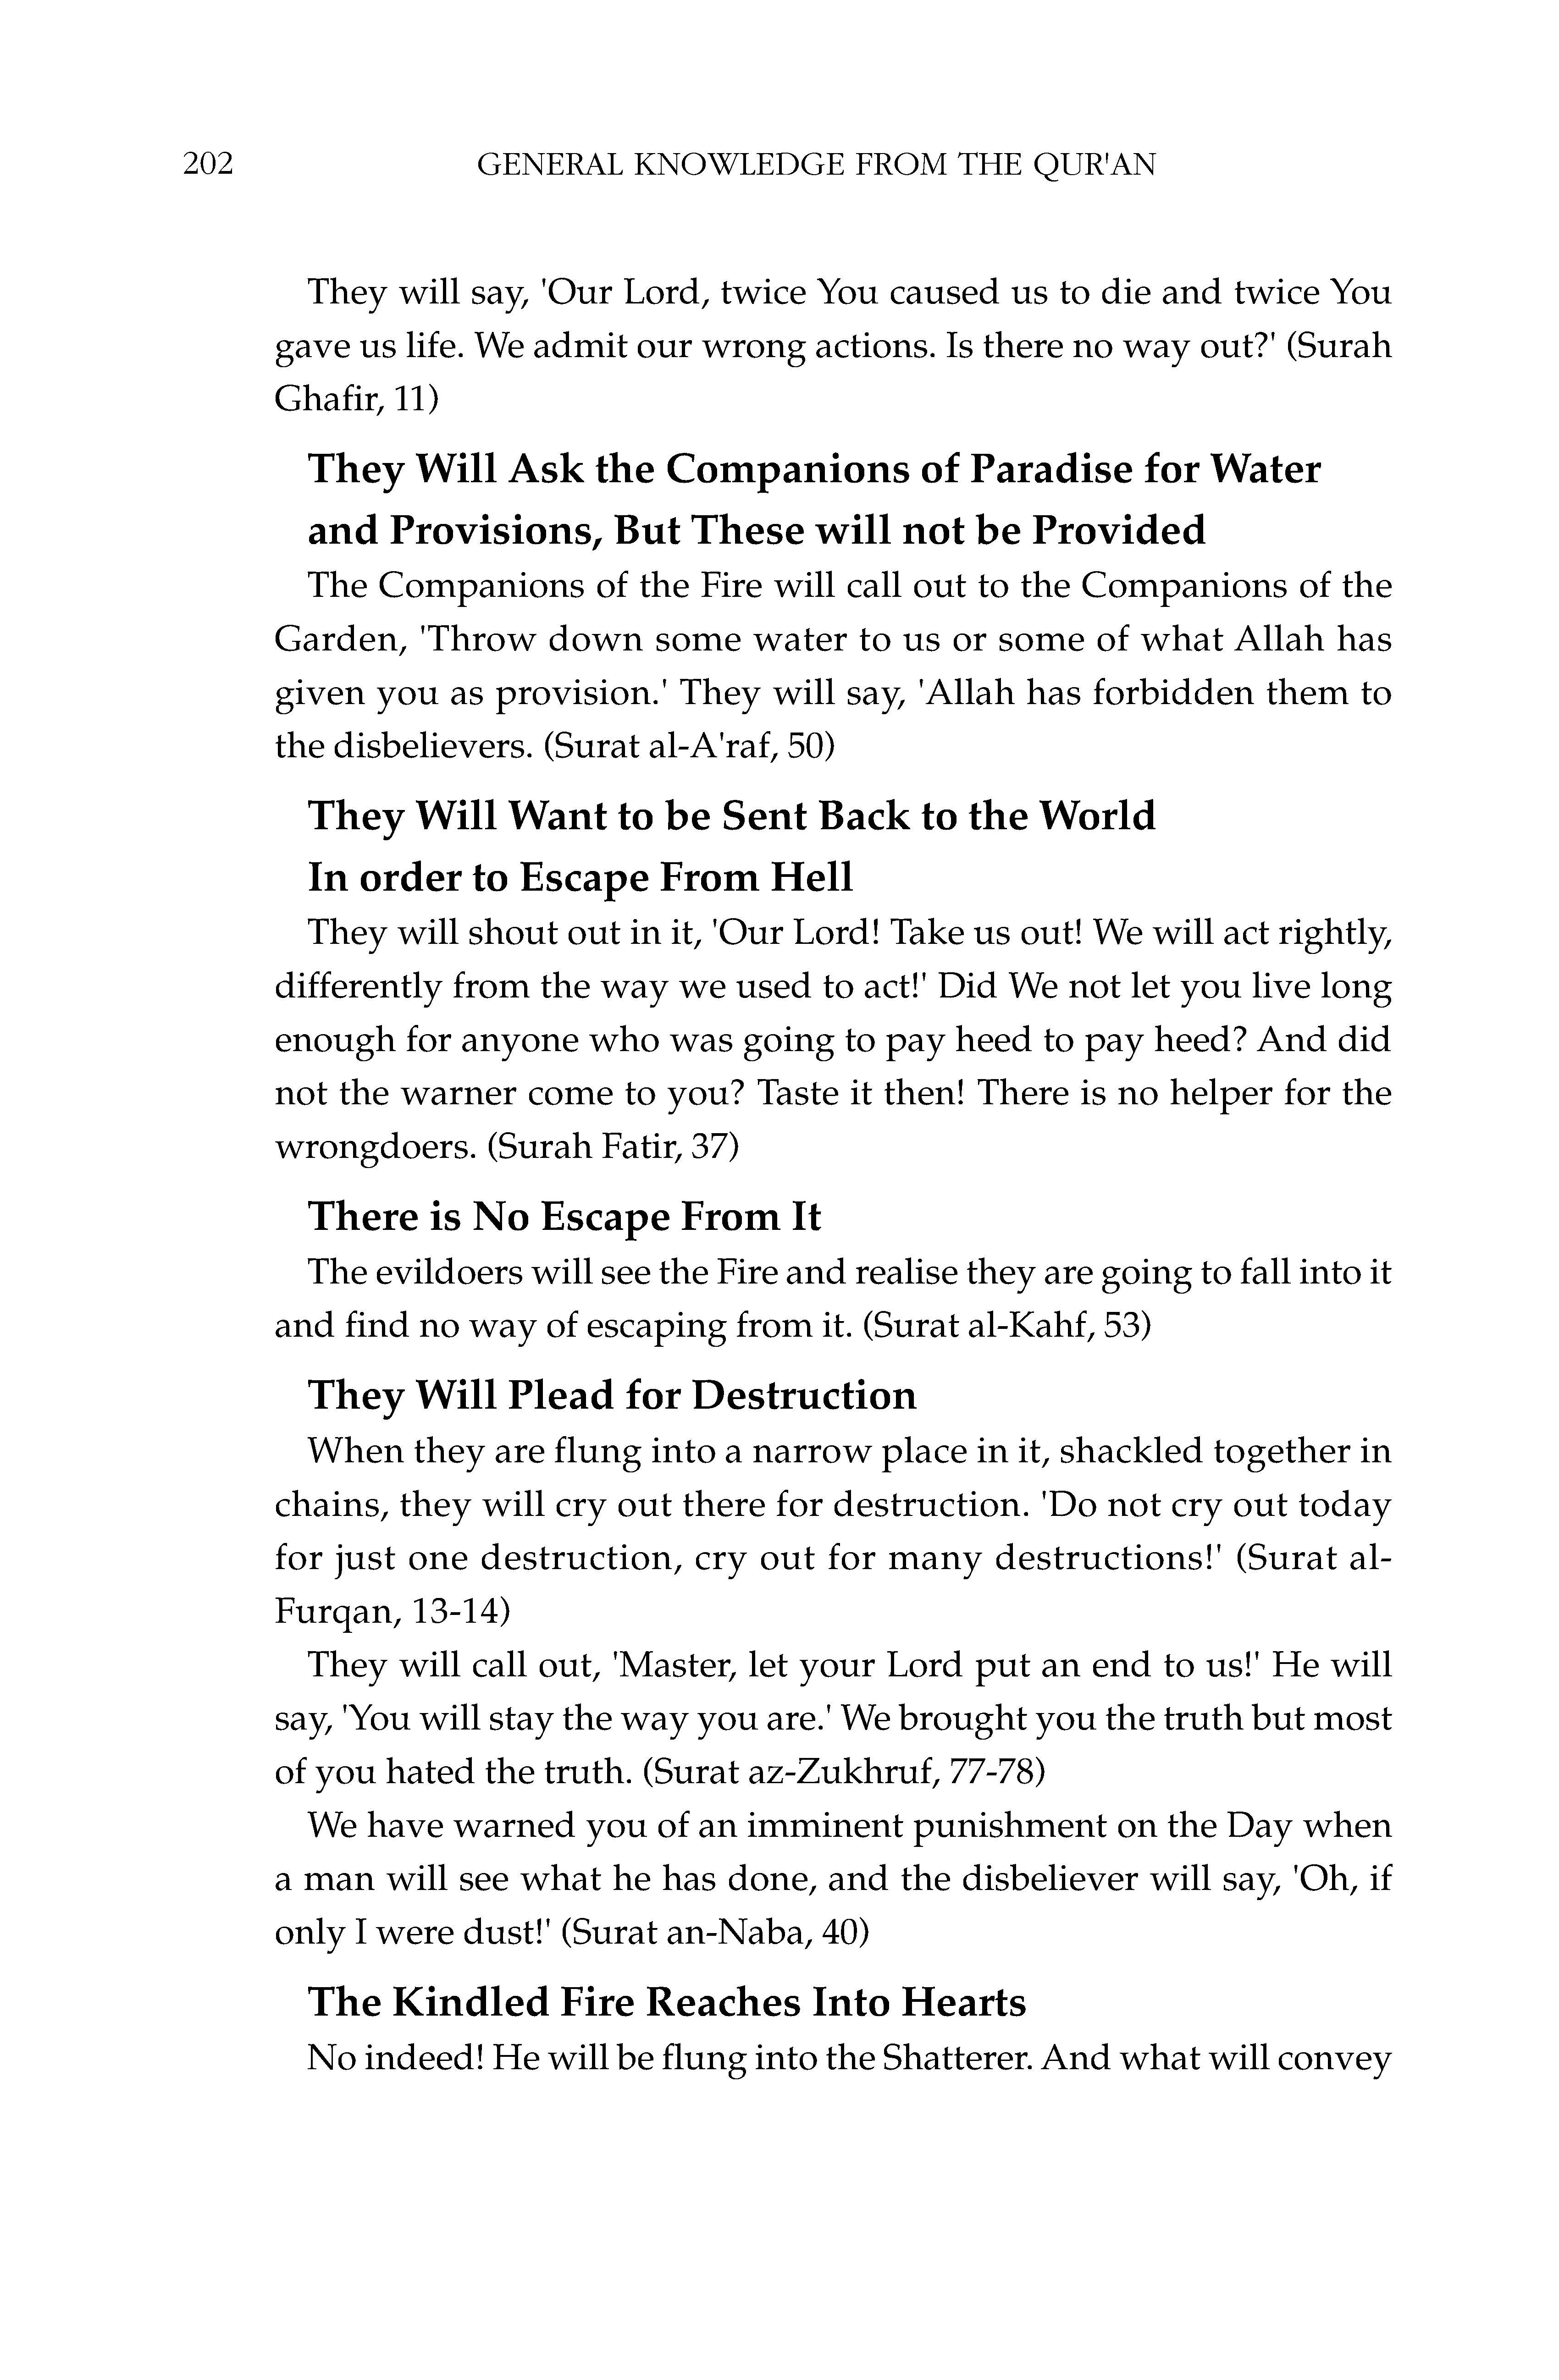 202 GENERAL KNOWLEDGE FROM THE QUR'AN
They will say, 'Our Lord, twice You caused us to die and twice You
gave us life. We admit our wrong actions. Is there no way out?' (Surah
Ghafir, 11)
They Will Ask the Companions of Paradise for Water
and Provisions, But These will not be Provided
The Companions of the Fire will call out to the Companions of the
Garden, 'Throw down some water to us or some of what Allah has
given you as provision.' They will say, 'Allah has forbidden them to
the disbelievers. (Surat al-A'raf, 50)
They Will Want to be Sent Back to the World
In order to Escape From Hell
They will shout out in it, 'Our Lord! Take us out! We will act rightly,
differently from the way we used to act!' Did We not let you live long
enough for anyone who was going to pay heed to pay heed? And did
not the warner come to you? Taste it then! There is no helper for the
wrongdoers. (Surah Fatir, 37)
There is No Escape From It
The evildoers will see the Fire and realise they are going to fall into it
and find no way of escaping from it. (Surat al-Kahf, 53)
They Will Plead for Destruction
When they are flung into a narrow place in it, shackled together in
chains, they will cry out there for destruction. 'Do not cry out today
for just one destruction, cry out for many destructions!' (Surat al-
Furqan, 13-14)
They will call out, 'Master, let your Lord put an end to us!' He will
say, 'You will stay the way you are.' We brought you the truth but most
of you hated the truth. (Surat az-Zukhruf, 77-78)
We have warned you of an imminent punishment on the Day when
a man will see what he has done, and the disbeliever will say, 'Oh, if
only I were dust!' (Surat an-Naba, 40)
The Kindled Fire Reaches Into Hearts
No indeed! He will be flung into the Shatterer. And what will convey